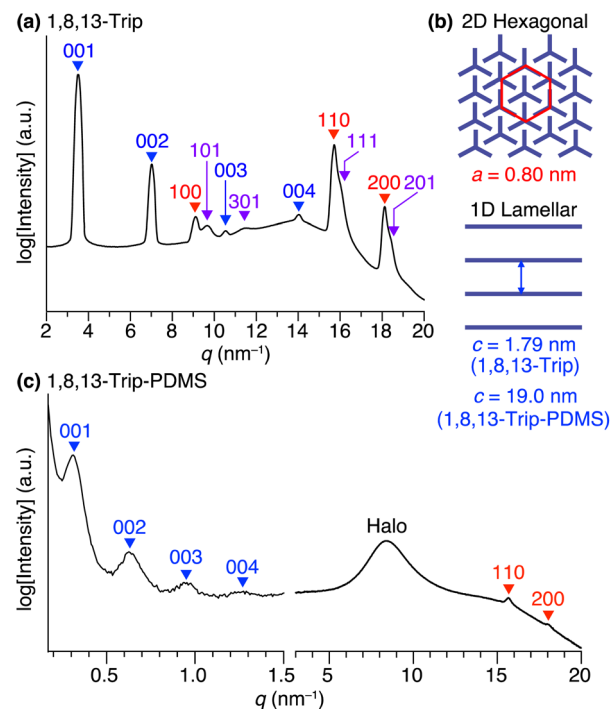 (a) 1,8,13-Trip
001
002
100
101
003
301
004
110
111
200
201
log[Intensity] (a.u.)
2 4 6 8 10 12 14 16 18 20
q (nm⁻¹)
(b) 2D Hexagonal
a = 0.80 nm
1D Lamellar
c = 1.79 nm
(1,8,13-Trip)
c = 19.0 nm
(1,8,13-Trip-PDMS)
(c) 1,8,13-Trip-PDMS
001
002
003
004
Halo
110
200
log[Intensity] (a.u.)
0.5 1.0 1.5 5 10 15 20
q (nm⁻¹)